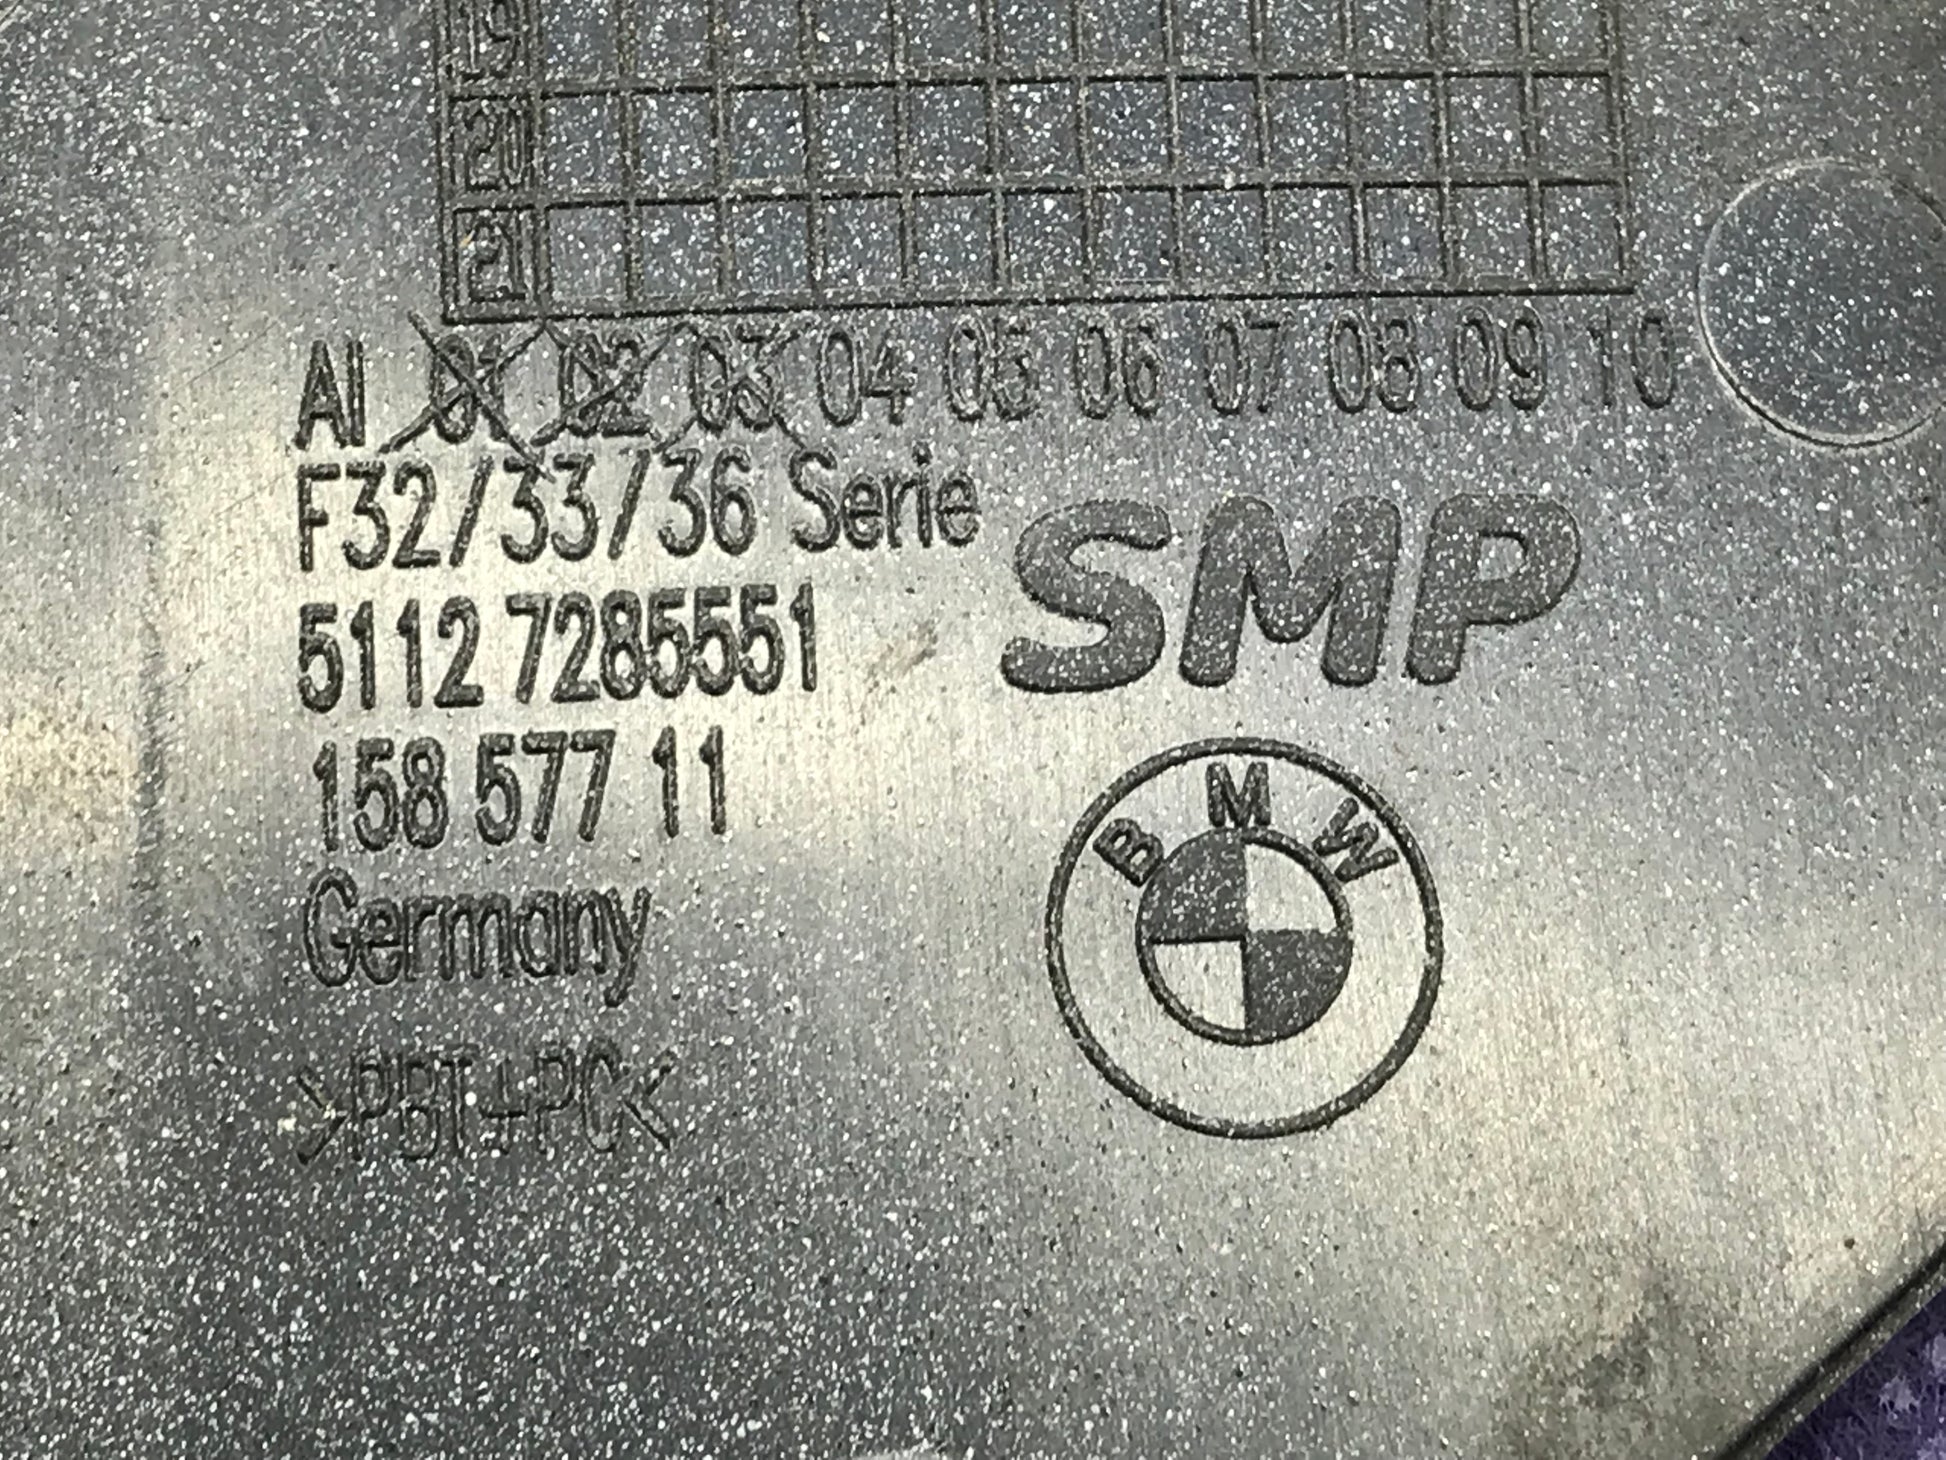 19
20
21
AI 01 02 03 04 05 06 07 08 09 10
F32/33/36 Serie
SMP
5112 7285551
158 577 11
BMW
Germany
>PBT+PC<